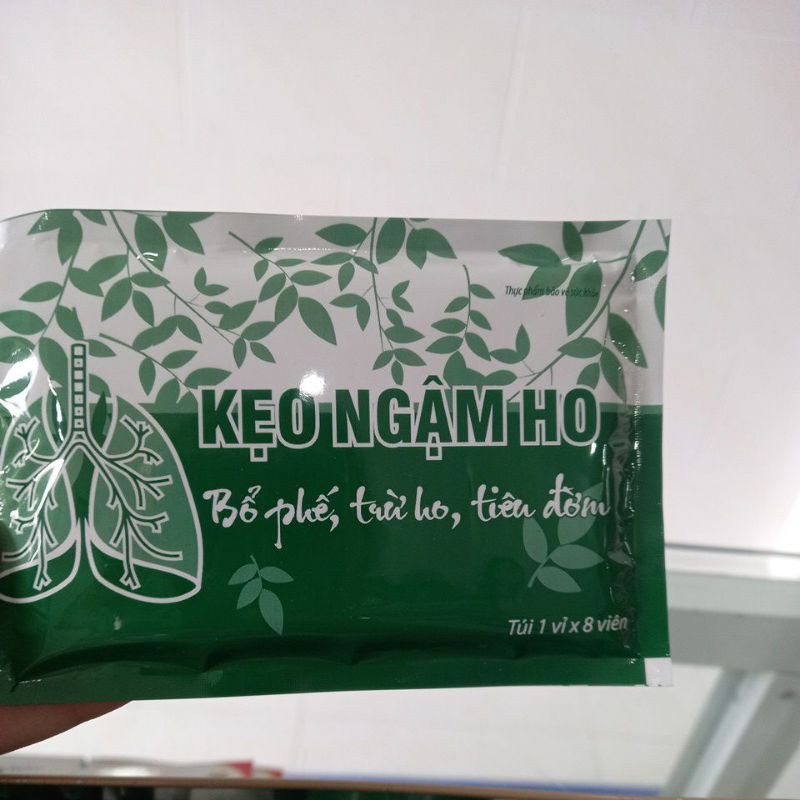 Thực phẩm bảo vệ sức khỏe
KẸO NGẬM HO
Bổ phế, trừ ho, tiêu đờm
Túi 1 vỉ x 8 viên